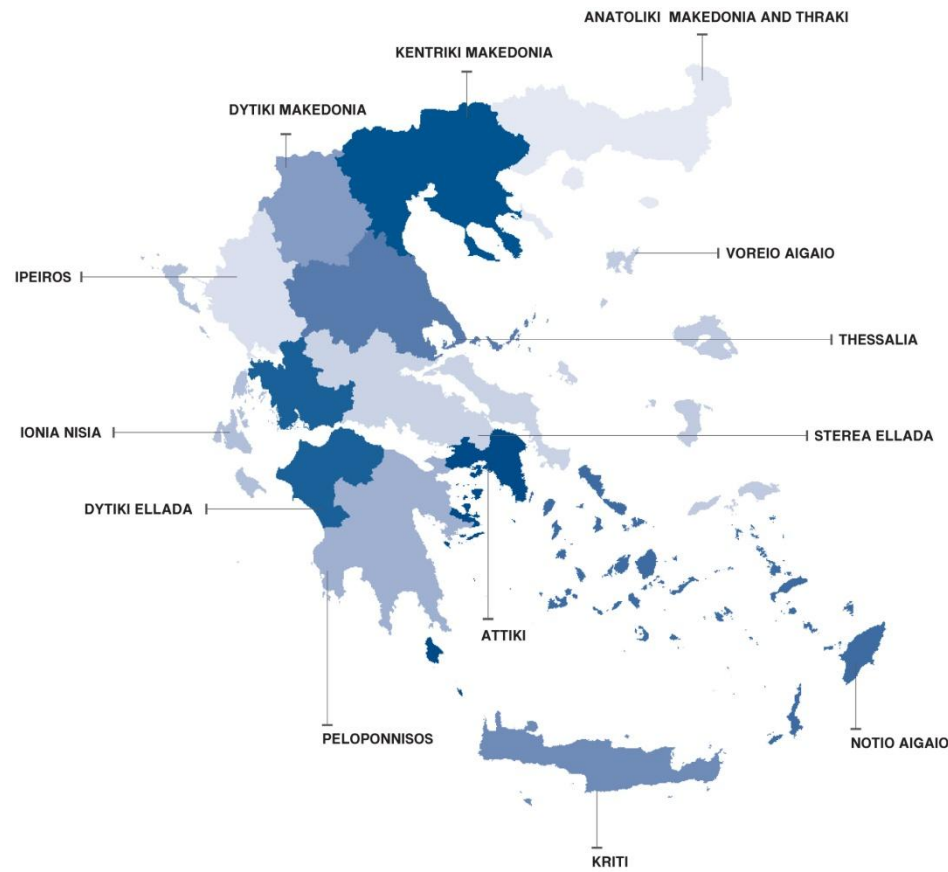 ANATOLIKI MAKEDONIA AND THRAKI
KENTRIKI MAKEDONIA
DYTIKI MAKEDONIA
VOREIO AIGAIO
IPEIROS
THESSALIA
IONIA NISIA
STEREA ELLADA
DYTIKI ELLADA
ATTIKI
PELOPONNISOS
NOTIO AIGAIO
KRITI